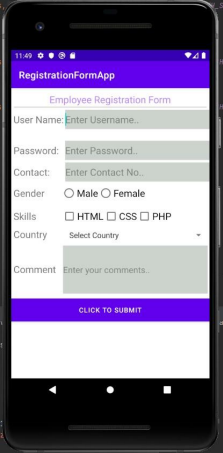 11:49
RegistrationFormApp
Employee Registration Form
User Name: Enter Username..
Password: Enter Password..
Contact: Enter Contact No..
Gender Male Female
Skills HTML CSS PHP
Country Select Country
Comment Enter your comments..
CLICK TO SUBMIT